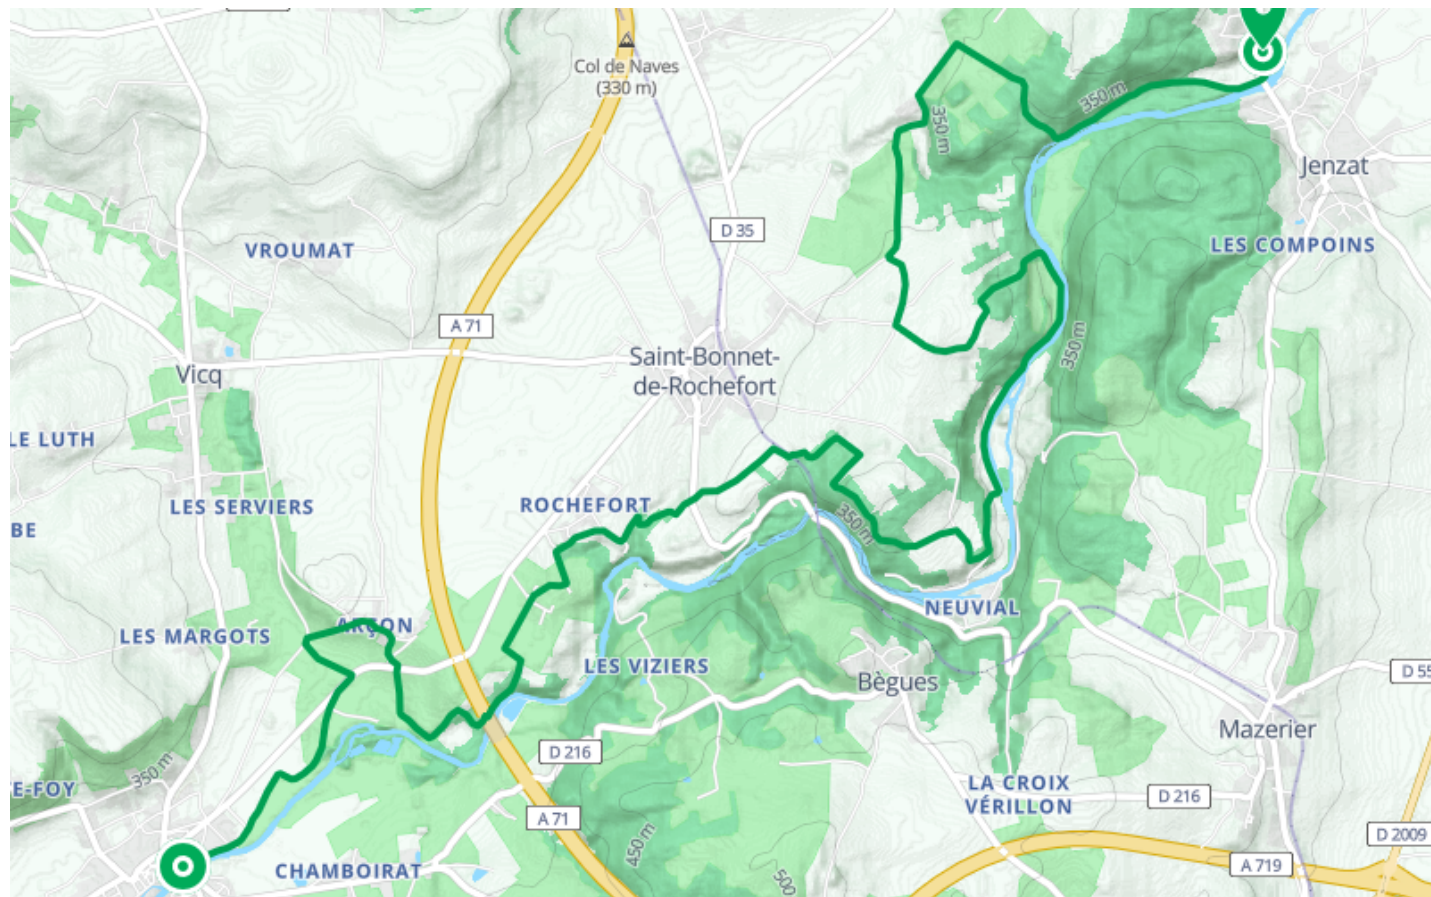 Col de Naves
(330 m)
350 m
350 m
Jenzat
D 35
VROUMAT
LES COMPOINS
A 71
350 m
Saint-Bonnet-
de-Rochefort
Vicq
LE LUTH
LES SERVIERS
ROCHEFORT
BE
350 m
NEUVIAL
ARÇON
LES MARGOTS
LES VIZIERS
Bègues
D 55
Mazerier
D 216
350 m
E-FOY
LA CROIX
VÉRILLON
D 216
A 71
D 2009
450 m
A 719
CHAMBOIRAT
500